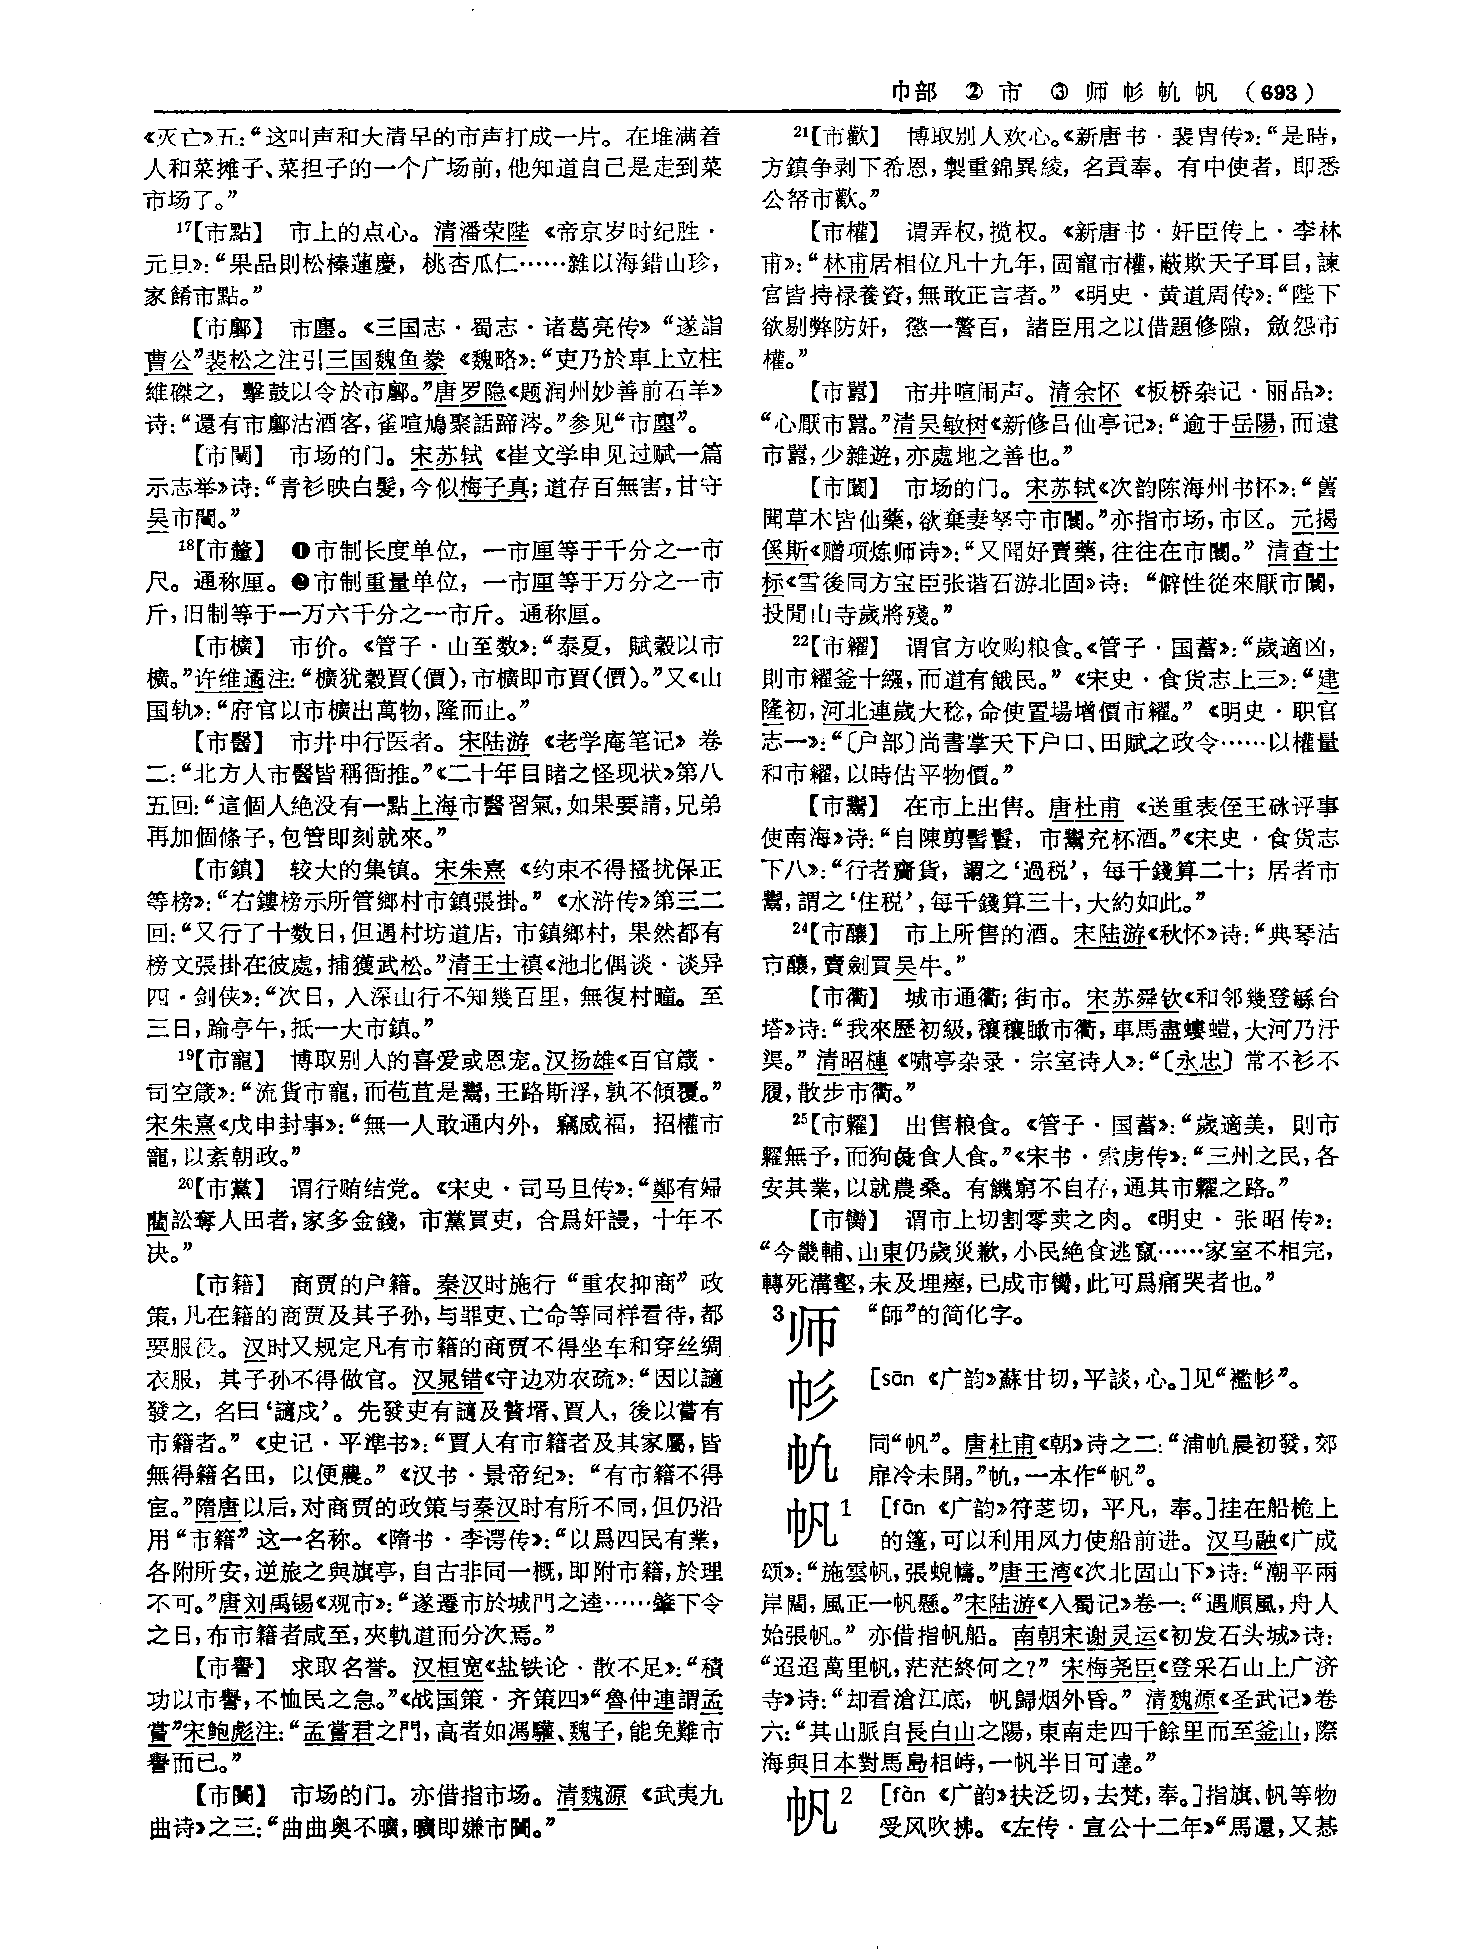 巾部 ② 市 ③ 师 㠫 㠶 帆 （693）
《灭亡》五：“这叫声和大清早的市声打成一片。在堆满着
人和菜摊子、菜担子的一个广场前，他知道自己是走到菜
市场了。”
17【市點】 市上的点心。清潘荣陛《帝京岁时纪胜·
元旦》：“果品則松榛蓮慶，桃杏瓜仁……雜以海錯山珍，
家餚市點。”
【市鄽】 市廛。《三国志·蜀志·诸葛亮传》“遂詣
曹公”裴松之注引三国魏鱼豢《魏略》：“吏乃於車上立柱
維磔之，擊鼓以令於市鄽。”唐罗隐《题润州妙善前石羊》
诗：“還有市鄽沽酒客，雀喧鳩聚話蹄涔。”参见“市廛”。
【市闑】 市场的门。宋苏轼《崔文学申见过赋一篇
示志举》诗：“青衫映白髮，今似梅子真；道存百無害，甘守
吴市闑。”
18【市釐】 ❶市制长度单位，一市厘等于千分之一市
尺。通称厘。❷市制重量单位，一市厘等于万分之一市
斤，旧制等于一万六千分之一市斤。通称厘。
【市櫎】 市价。《管子·山至数》：“泰夏，賦穀以市
櫎。”许维遹注：“櫎犹穀賈（價），市櫎即市賈（價）。”又《山
国轨》：“府官以市櫎出萬物，隆而止。”
【市醫】 市井中行医者。宋陆游《老学庵笔记》卷
二：“北方人市醫皆稱衙推。”《二十年目睹之怪现状》第八
五回：“這個人绝没有一點上海市醫習氣，如果要請，兄弟
再加個條子，包管即刻就來。”
【市鎮】 较大的集镇。宋朱熹《约束不得搔扰保正
等榜》：“右鏤榜示所管鄉村市鎮張掛。”《水浒传》第三二
回：“又行了十数日，但遇村坊道店，市鎮鄉村，果然都有
榜文張掛在彼處，捕獲武松。”清王士禛《池北偶谈·谈异
四·剑侠》：“次日，入深山行不知幾百里，無復村疃。至
三日，踰亭午，抵一大市鎮。”
19【市寵】 博取别人的喜爱或恩宠。汉扬雄《百官箴·
司空箴》：“流貨市寵，而苞苴是鬻，王路斯浮，孰不傾覆。”
宋朱熹《戊申封事》：“無一人敢通内外，竊威福，招權市
寵，以紊朝政。”
20【市黨】 谓行贿结党。《宋史·司马旦传》：“鄭有婦
藺訟奪人田者，家多金錢，市黨買吏，合爲奸謾，十年不
决。”
【市籍】 商贾的户籍。秦汉时施行“重农抑商”政
策，凡在籍的商贾及其子孙，与罪吏、亡命等同样看待，都
要服役。汉时又规定凡有市籍的商贾不得坐车和穿丝绸
衣服，其子孙不得做官。汉晁错《守边劝农疏》：“因以讁
發之，名曰‘讁戍’。先發吏有讁及贅壻、賈人，後以嘗有
市籍者。”《史记·平準书》：“賈人有市籍者及其家屬，皆
無得籍名田，以便農。”《汉书·景帝纪》：“有市籍不得
宦。”隋唐以后，对商贾的政策与秦汉时有所不同，但仍沿
用“市籍”这一名称。《隋书·李谔传》：“以爲四民有業，
各附所安，逆旅之與旗亭，自古非同一概，即附市籍，於理
不可。”唐刘禹锡《观市》：“遂遷市於城門之逵……肇下令
之日，布市籍者咸至，夾軌道而分次焉。”
【市譽】 求取名誉。汉桓宽《盐铁论·散不足》：“積
功以市譽，不恤民之急。”《战国策·齐策四》“魯仲連謂孟
嘗”宋鲍彪注：“孟嘗君之門，高者如馮驩、魏子，能免難市
譽而已。”
【市闠】 市场的门。亦借指市场。清魏源《武夷九
曲诗》之三：“曲曲奥不曠，曠即嫌市闠。”
21【市歡】 博取别人欢心。《新唐书·裴胄传》：“是時，
方鎮争剥下希恩，製重錦異綾，名貢奉。有中使者，即悉
公帑市歡。”
【市權】 谓弄权，揽权。《新唐书·奸臣传上·李林
甫》：“林甫居相位凡十九年，固寵市權，蔽欺天子耳目，諫
官皆持禄養資，無敢正言者。”《明史·黄道周传》：“陛下
欲剔弊防奸，懲一警百，諸臣用之以借題修隙，斂怨市
權。”
【市囂】 市井喧闹声。清余怀《板桥杂记·丽品》：
“心厭市囂。”清吴敏树《新修吕仙亭记》：“逾于岳陽，而遠
市囂，少雜遊，亦處地之善也。”
【市闤】 市场的门。宋苏轼《次韵陈海州书怀》：“舊
聞草木皆仙藥，欲棄妻孥守市闤。”亦指市场，市区。元揭
傒斯《赠项炼师诗》：“又聞好賣藥，往往在市闤。”清查士
标《雪後同方宝臣张谐石游北固》诗：“僻性從來厭市闤，
投閒山寺歲將殘。”
22【市糴】 谓官方收购粮食。《管子·国蓄》：“歲適凶，
則市糴釜十繦，而道有餓民。”《宋史·食货志上三》：“建
隆初，河北連歲大稔，命使置場增價市糴。”《明史·职官
志一》：“〔户部〕尚書掌天下户口、田賦之政令……以權量
和市糴，以時估平物價。”
【市鬻】 在市上出售。唐杜甫《送重表侄王砅评事
使南海》诗：“自陳剪髻鬟，市鬻充杯酒。”《宋史·食货志
下八》：“行者齎貨，謂之‘過税’，每千錢算二十；居者市
鬻，謂之‘住税’，每千錢算三十，大約如此。”
24【市釀】 市上所售的酒。宋陆游《秋怀》诗：“典琴沽
市釀，賣劍買吴牛。”
【市衢】 城市通衢；街市。宋苏舜钦《和邻幾登繇台
塔》诗：“我來歷初級，穰穰瞰市衢，車馬盡螻螘，大河乃汙
渠。”清昭槤《啸亭杂录·宗室诗人》：“〔永忠〕常不衫不
履，散步市衢。”
25【市糶】 出售粮食。《管子·国蓄》：“歲適美，則市
糶無予，而狗彘食人食。”《宋书·索虏传》：“三州之民，各
安其業，以就農桑。有饑窮不自存，通其市糶之路。”
【市臠】 谓市上切割零卖之肉。《明史·张昭传》：
“今畿輔、山東仍歲災歉，小民絶食逃竄……家室不相完，
轉死溝壑，未及埋瘞，已成市臠，此可爲痛哭者也。”
3师 “師”的简化字。
㠫 [sān 《广韵》蘇甘切，平談，心。]见“襤㠫”。
㠶 同“帆”。唐杜甫《朝》诗之二：“浦㠶晨初發，郊
扉冷未開。”㠶，一本作“帆”。
帆1 [fān 《广韵》符芝切，平凡，奉。]挂在船桅上
的篷，可以利用风力使船前进。汉马融《广成
颂》：“施雲帆，張蜺幬。”唐王湾《次北固山下》诗：“潮平兩
岸闊，風正一帆懸。”宋陆游《入蜀记》卷一：“遇順風，舟人
始張帆。”亦借指帆船。南朝宋谢灵运《初发石头城》诗：
“迢迢萬里帆，茫茫終何之？”宋梅尧臣《登采石山上广济
寺》诗：“却看滄江底，帆歸烟外昏。”清魏源《圣武记》卷
六：“其山脈自長白山之陽，東南走四千餘里而至釜山，際
海與日本對馬島相峙，一帆半日可達。”
帆2 [fàn 《广韵》扶泛切，去梵，奉。]指旗、帆等物
受风吹拂。《左传·宣公十二年》“馬還，又惎